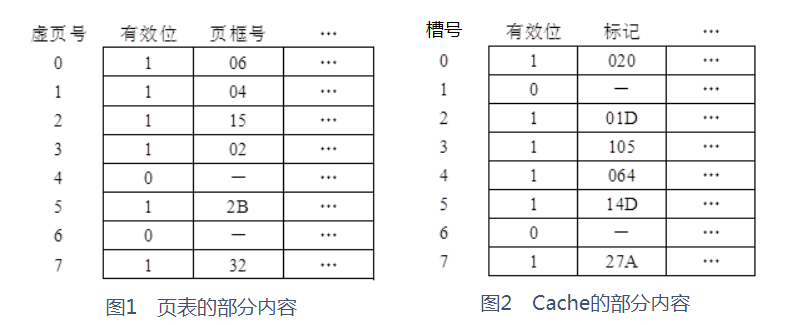 虚页号 有效位 页框号 …
0 1 06 …
1 1 04 …
2 1 15 …
3 1 02 …
4 0 － …
5 1 2B …
6 0 － …
7 1 32 …
图1 页表的部分内容
槽号 有效位 标记 …
0 1 020 …
1 0 － …
2 1 01D …
3 1 105 …
4 1 064 …
5 1 14D …
6 0 － …
7 1 27A …
图2 Cache的部分内容